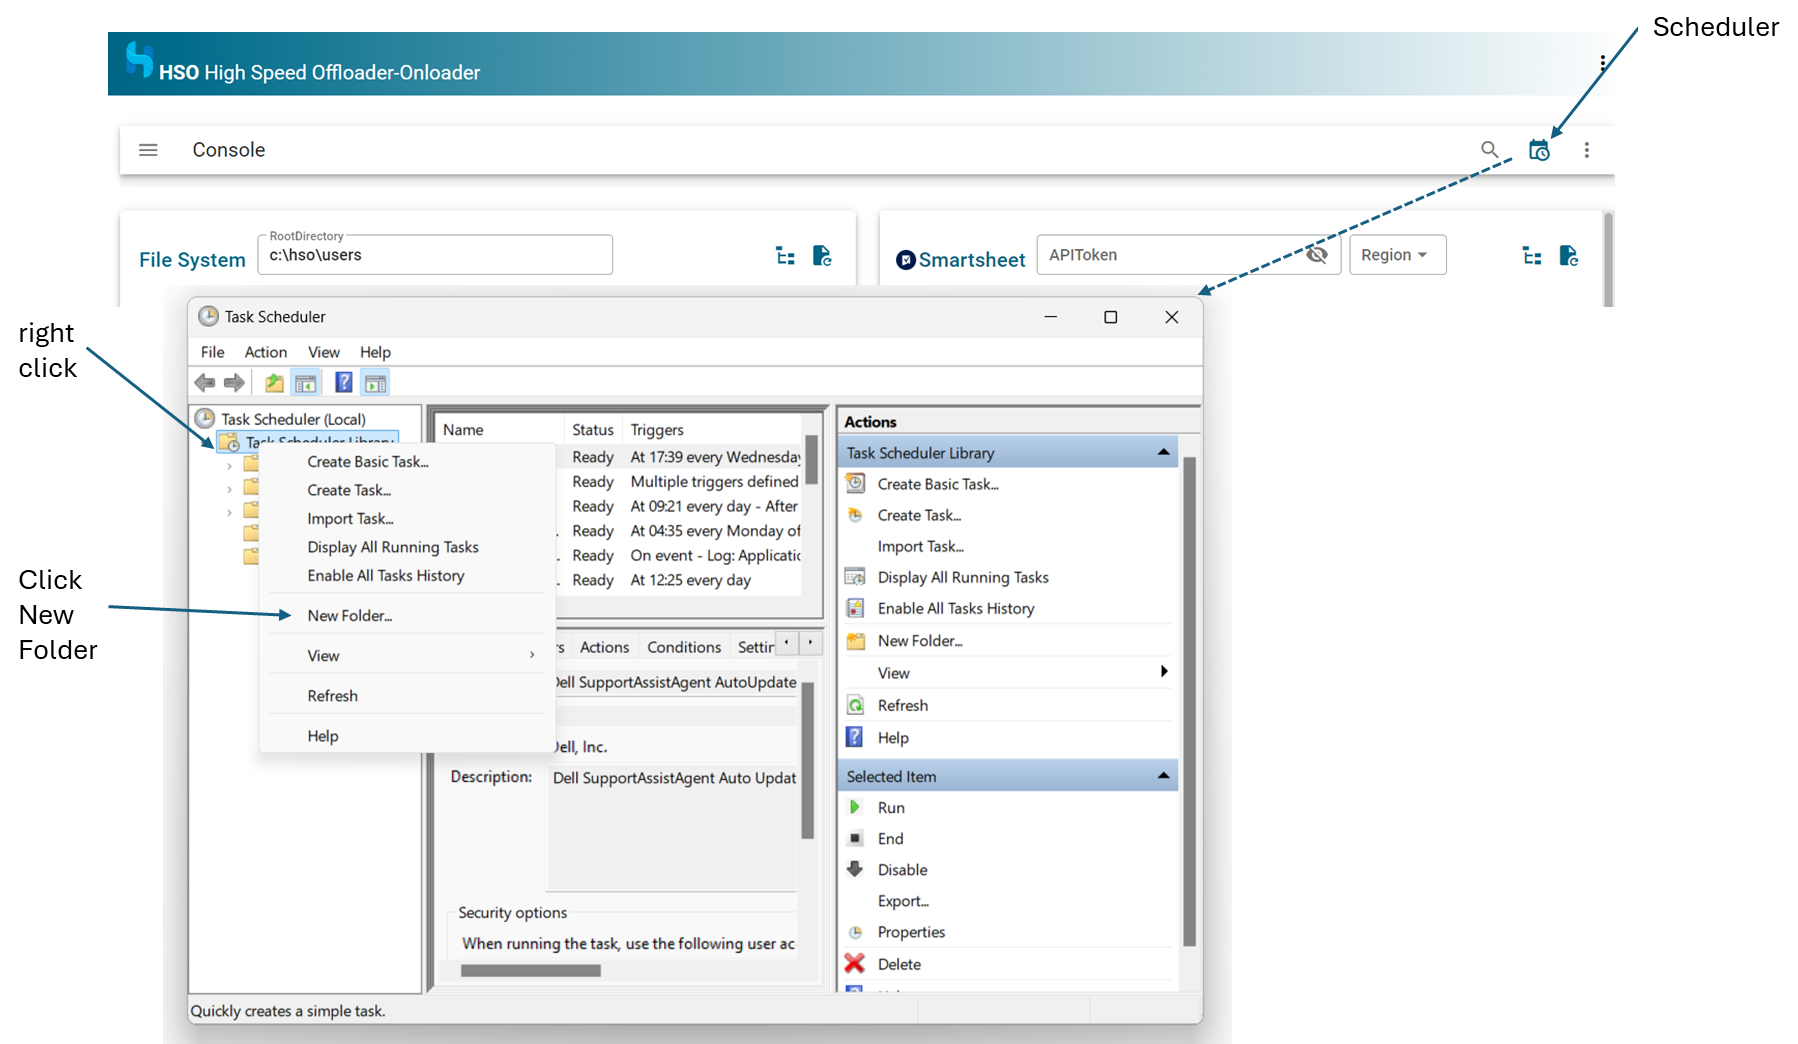 Scheduler
HSO High Speed Offloader-Onloader
Console
File System
RootDirectory
c:\hso\users
Smartsheet
APIToken
Region
right
click
Click
New
Folder
Task Scheduler
File Action View Help
Task Scheduler (Local)
Task Scheduler Library
Create Basic Task...
Create Task...
Import Task...
Display All Running Tasks
Enable All Tasks History
New Folder...
View
Refresh
Help
Name Status Triggers
Ready At 17:39 every Wednesday
Ready Multiple triggers defined
Ready At 09:21 every day - After
Ready At 04:35 every Monday of
Ready On event - Log: Applicatic
Ready At 12:25 every day
rs Actions Conditions Settin
Dell SupportAssistAgent AutoUpdate
Dell, Inc.
Description: Dell SupportAssistAgent Auto Updat
Security options
When running the task, use the following user ac
Actions
Task Scheduler Library
Create Basic Task...
Create Task...
Import Task...
Display All Running Tasks
Enable All Tasks History
New Folder...
View
Refresh
Help
Selected Item
Run
End
Disable
Export...
Properties
Delete
Quickly creates a simple task.